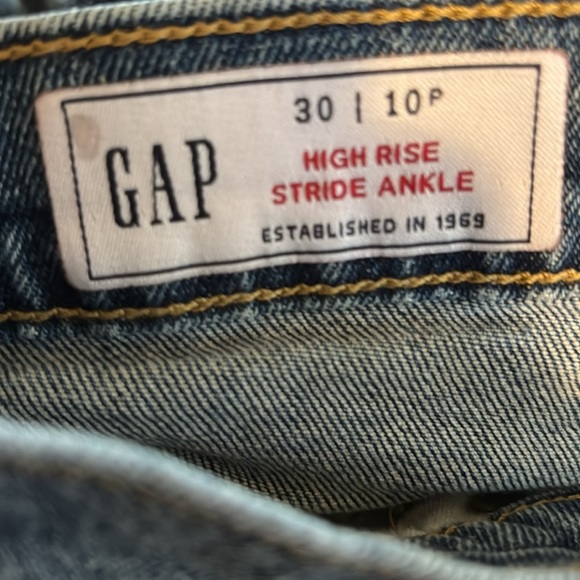 GAP
30 | 10P
HIGH RISE
STRIDE ANKLE
ESTABLISHED IN 1969